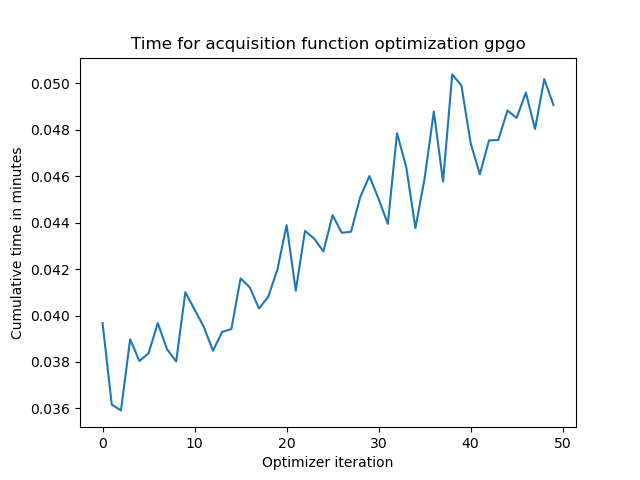 Time for acquisition function optimization gpgo
Cumulative time in minutes
0.050
0.048
0.046
0.044
0.042
0.040
0.038
0.036
0 10 20 30 40 50
Optimizer iteration